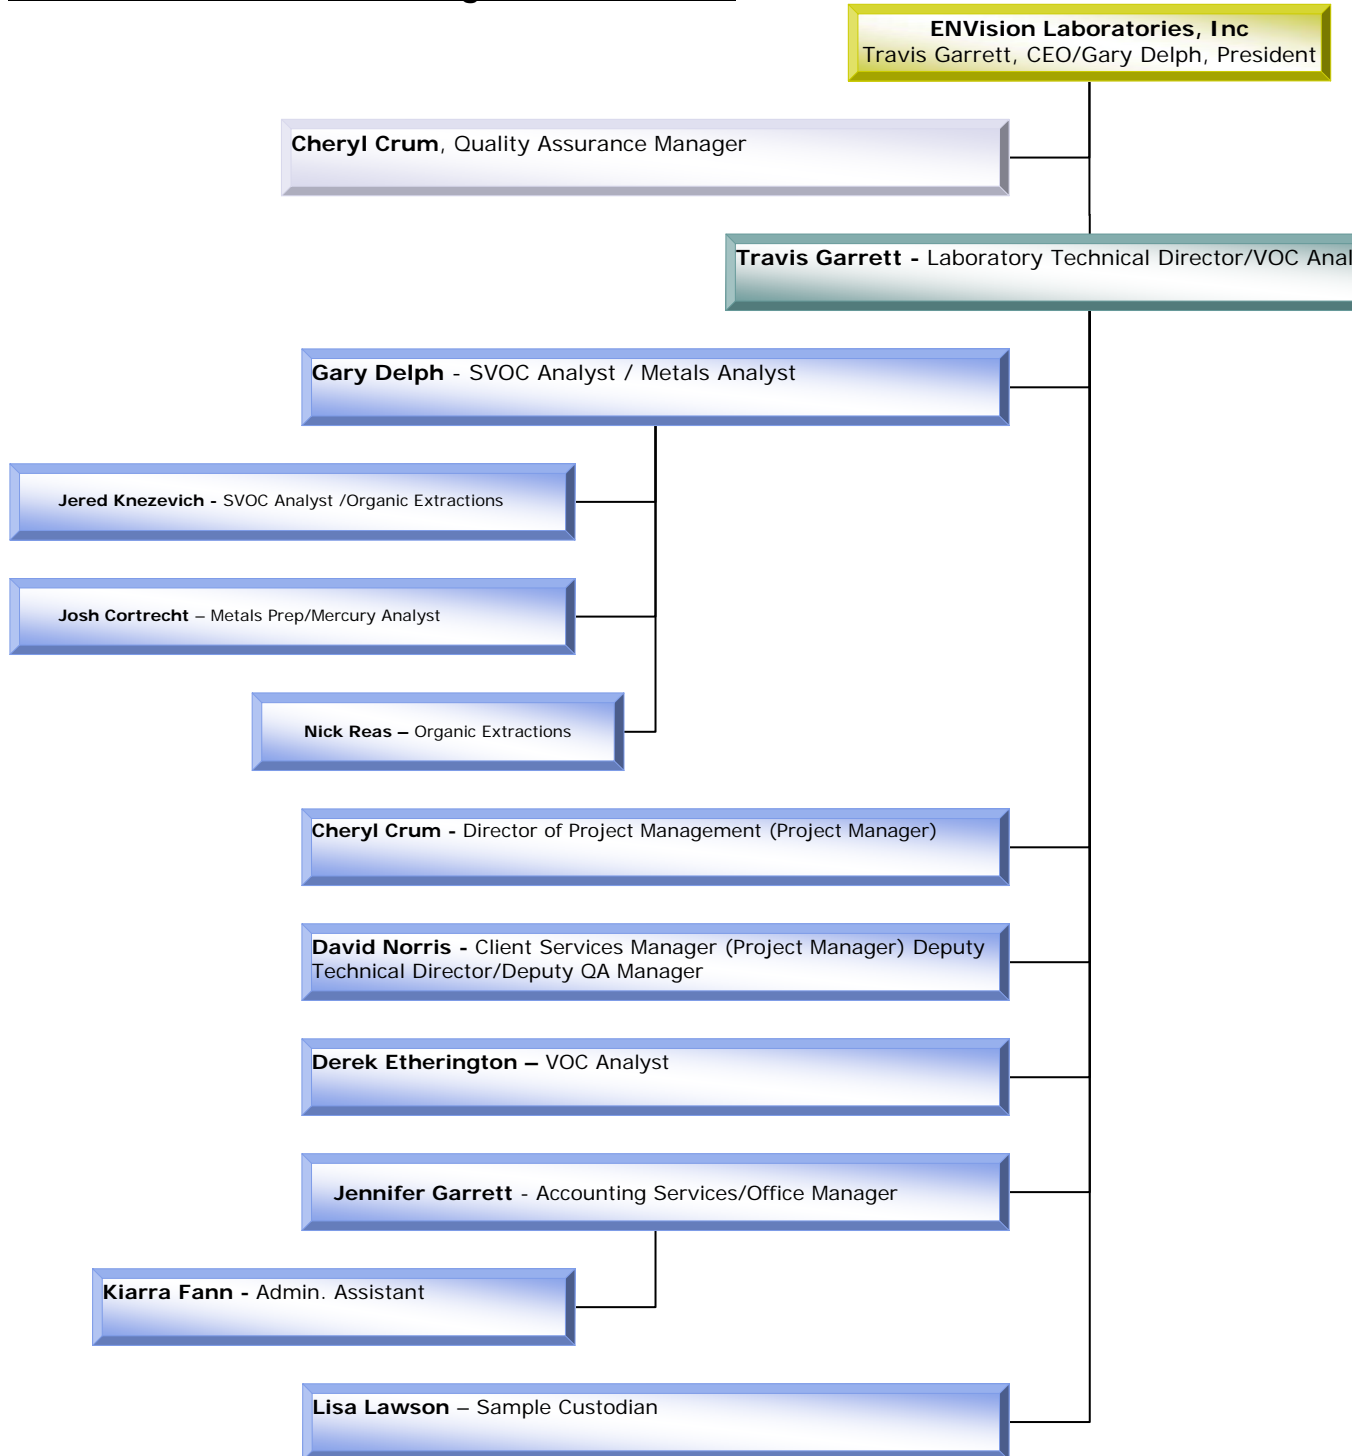 ENVision Laboratories, Inc
Travis Garrett, CEO/Gary Delph, President
Cheryl Crum, Quality Assurance Manager
Travis Garrett - Laboratory Technical Director/VOC
Gary Delph - SVOC Analyst / Metals Analyst
Jered Knezevich - SVOC Analyst /Organic Extractions
Josh Cortrecht – Metals Prep/Mercury Analyst
Nick Reas – Organic Extractions
Cheryl Crum - Director of Project Management (Project Manager)
David Norris - Client Services Manager (Project Manager) Deputy
Technical Director/Deputy QA Manager
Derek Etherington – VOC Analyst
Jennifer Garrett - Accounting Services/Office Manager
Kiarra Fann - Admin. Assistant
Lisa Lawson – Sample Custodian